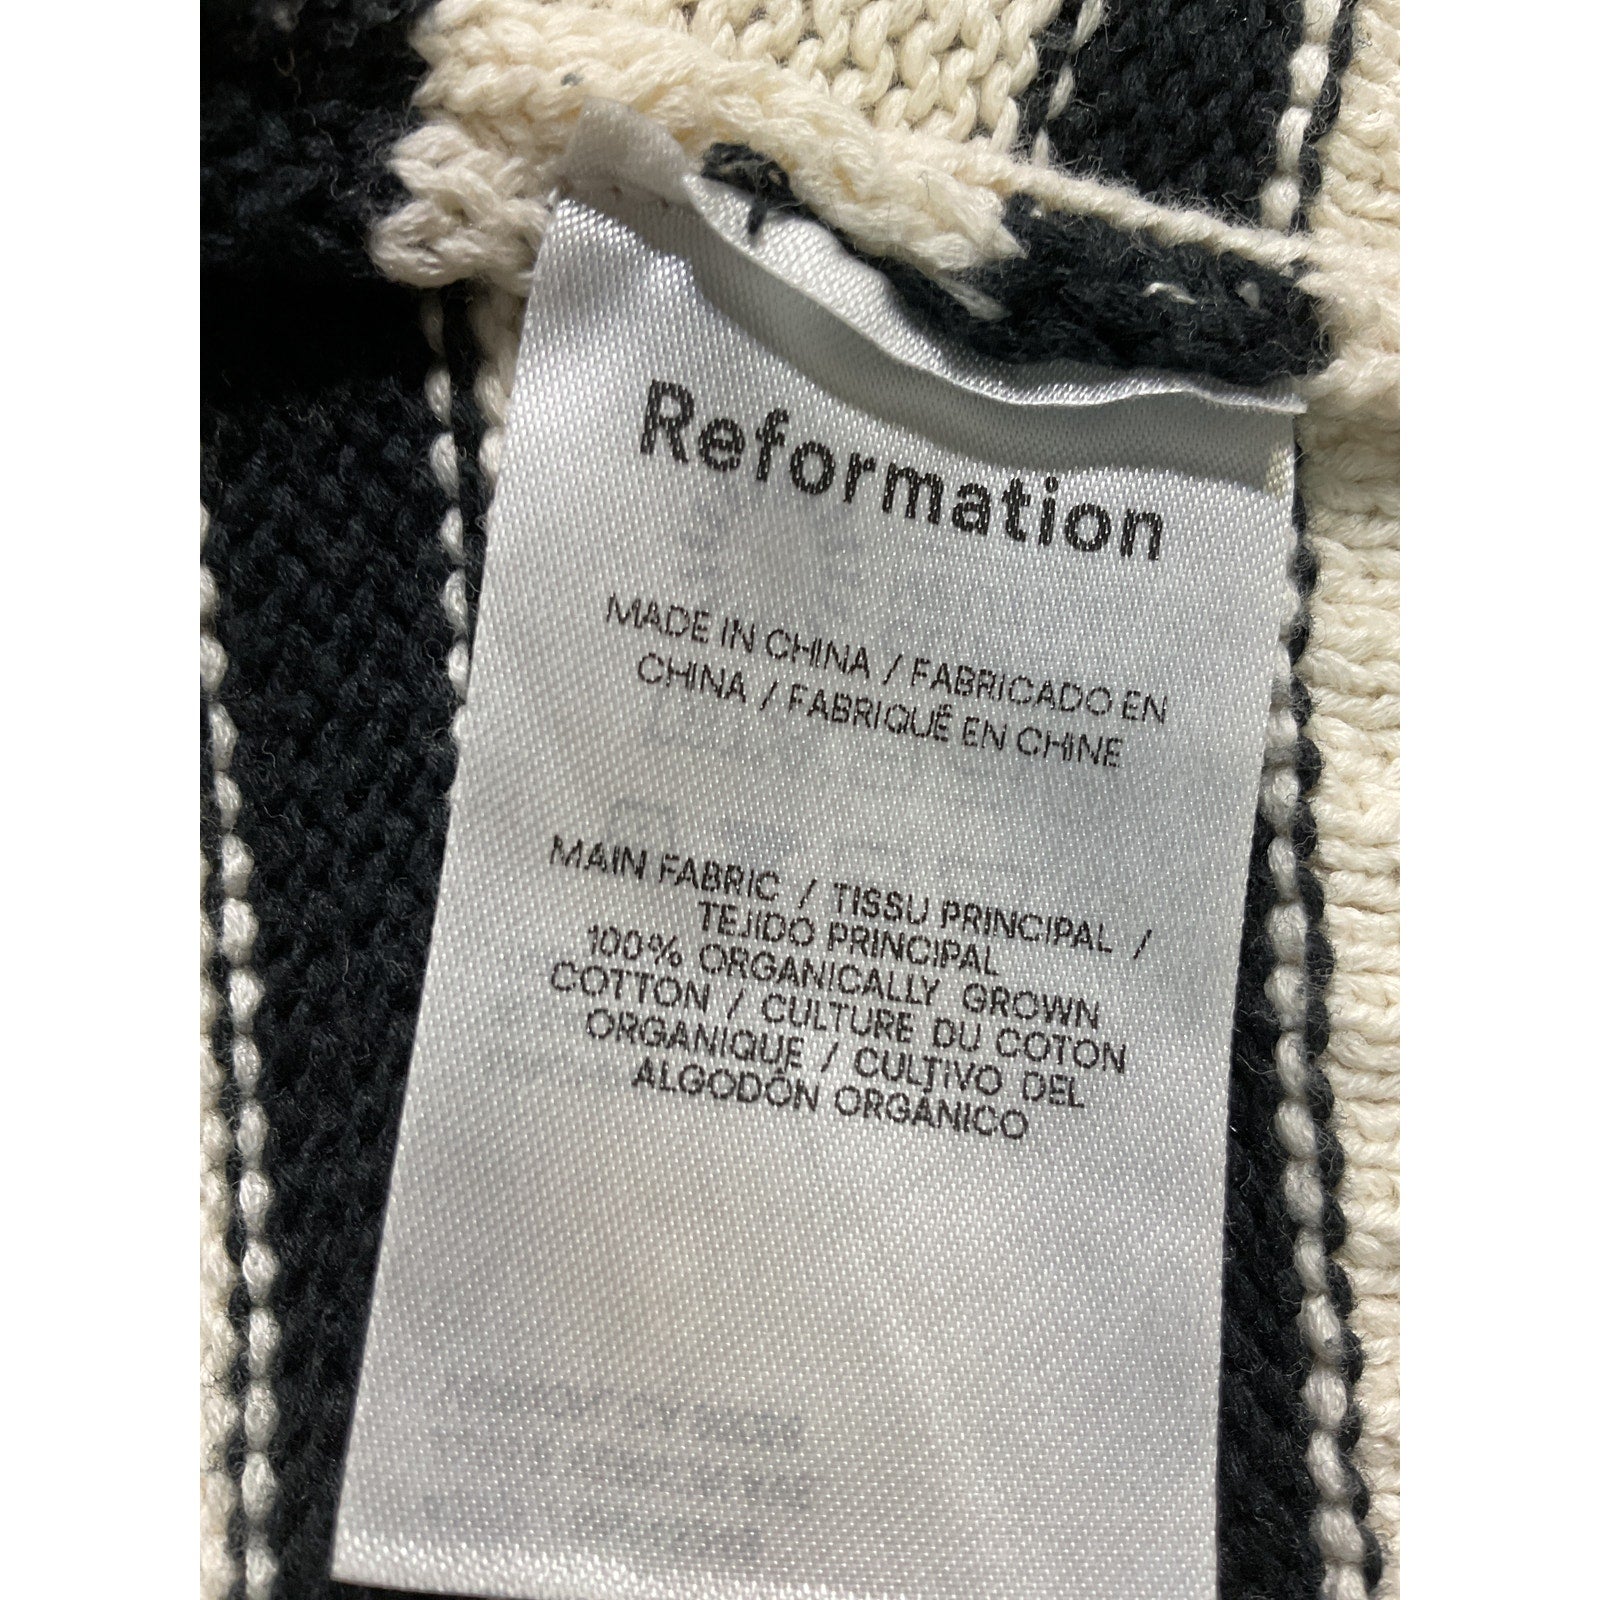 Reformation
MADE IN CHINA / FABRICADO EN
CHINA / FABRIQUÉ EN CHINE
MAIN FABRIC / TISSU PRINCIPAL /
TEJIDO PRINCIPAL
100% ORGANICALLY GROWN
COTTON / CULTURE DU COTON
ORGANIQUE / CULTIVO DEL
ALGODÓN ORGÁNICO